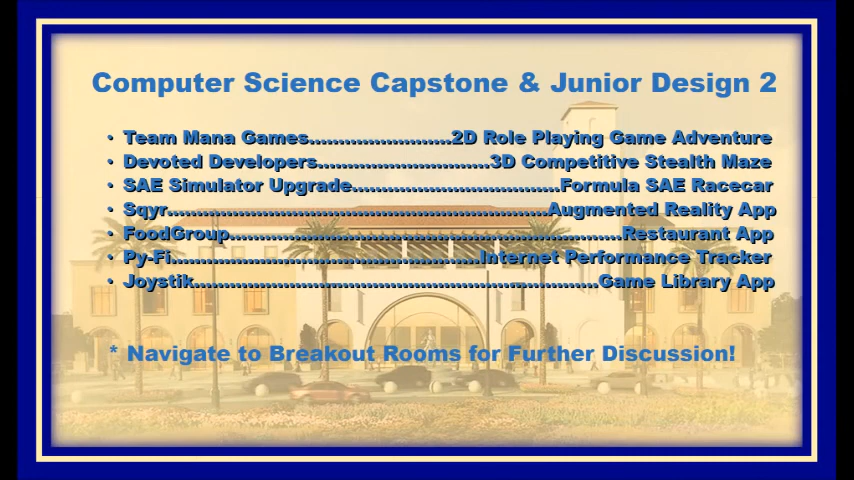 Computer Science Capstone & Junior Design 2
• Team Mana Games........................2D Role Playing Game Adventure
• Devoted Developers.............................3D Competitive Stealth Maze
• SAE Simulator Upgrade...................................Formula SAE Racecar
• Sqyr................................................................Augmented Reality App
• FoodGroup..................................................................Restaurant App
• Py-Fi....................................................Internet Performance Tracker
• Joystik....................................................................Game Library App
* Navigate to Breakout Rooms for Further Discussion!